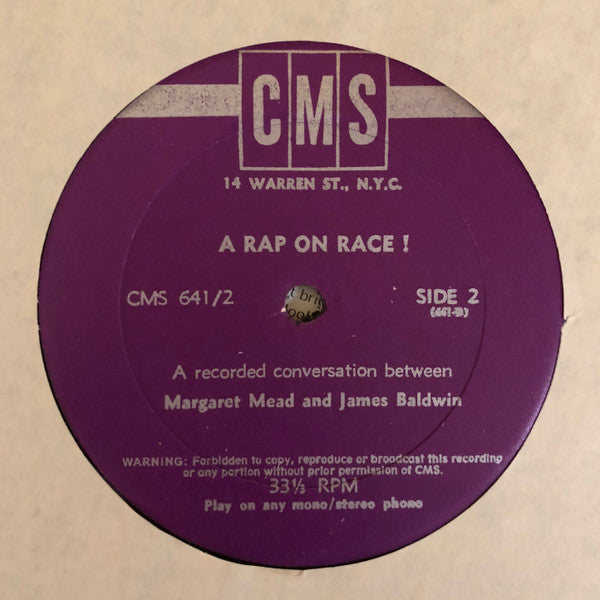 CMS
14 WARREN ST., N.Y.C.
A RAP ON RACE !
CMS 641/2
SIDE 2
(641-B)
A recorded conversation between
Margaret Mead and James Baldwin
WARNING: Forbidden to copy, reproduce or broadcast this recording
or any portion without prior permission of CMS.
33⅓ RPM
Play on any mono/stereo phono